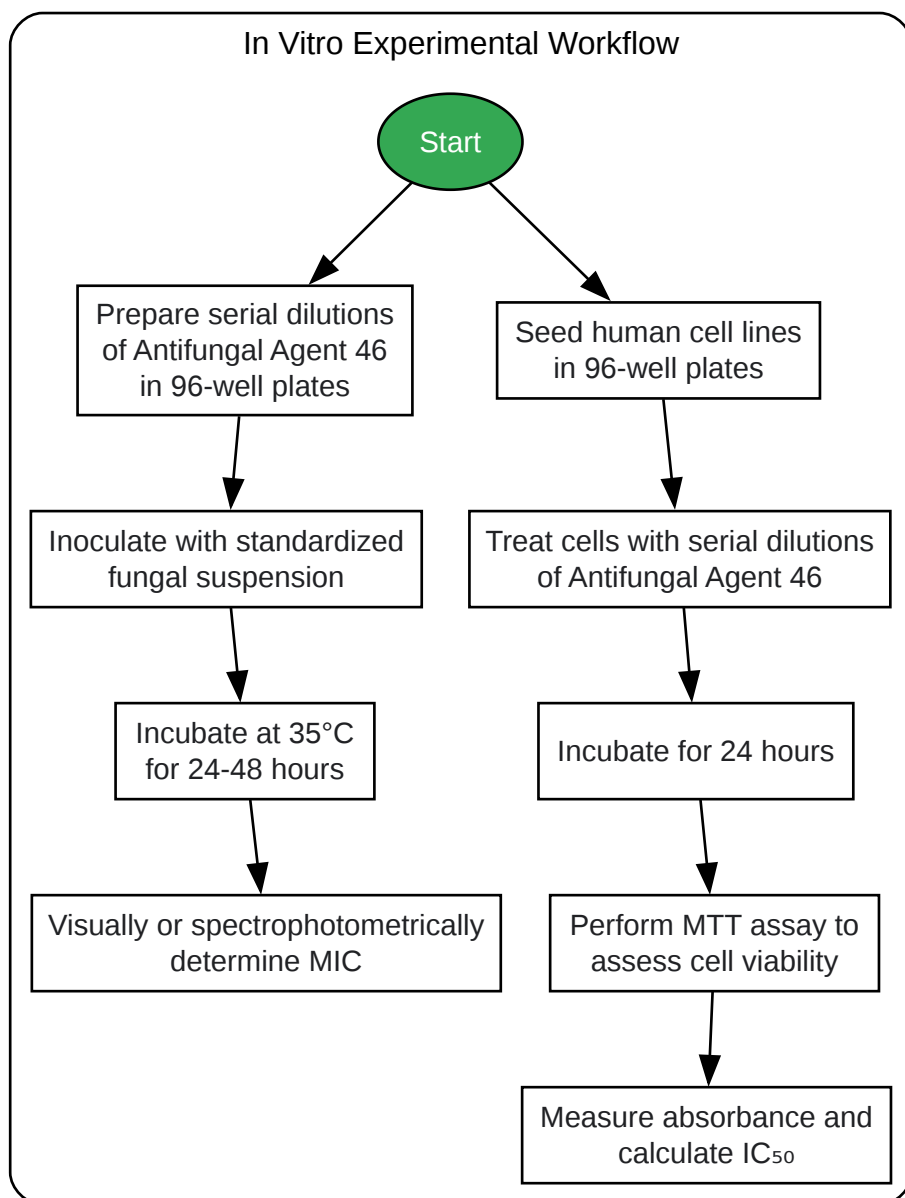 In Vitro Experimental Workflow
Start
Prepare serial dilutions
of Antifungal Agent 46
in 96-well plates
Seed human cell lines
in 96-well plates
Inoculate with standardized
fungal suspension
Treat cells with serial dilutions
of Antifungal Agent 46
Incubate at 35°C
for 24-48 hours
Incubate for 24 hours
Visually or spectrophotometrically
determine MIC
Perform MTT assay to
assess cell viability
Measure absorbance and
calculate IC₅₀